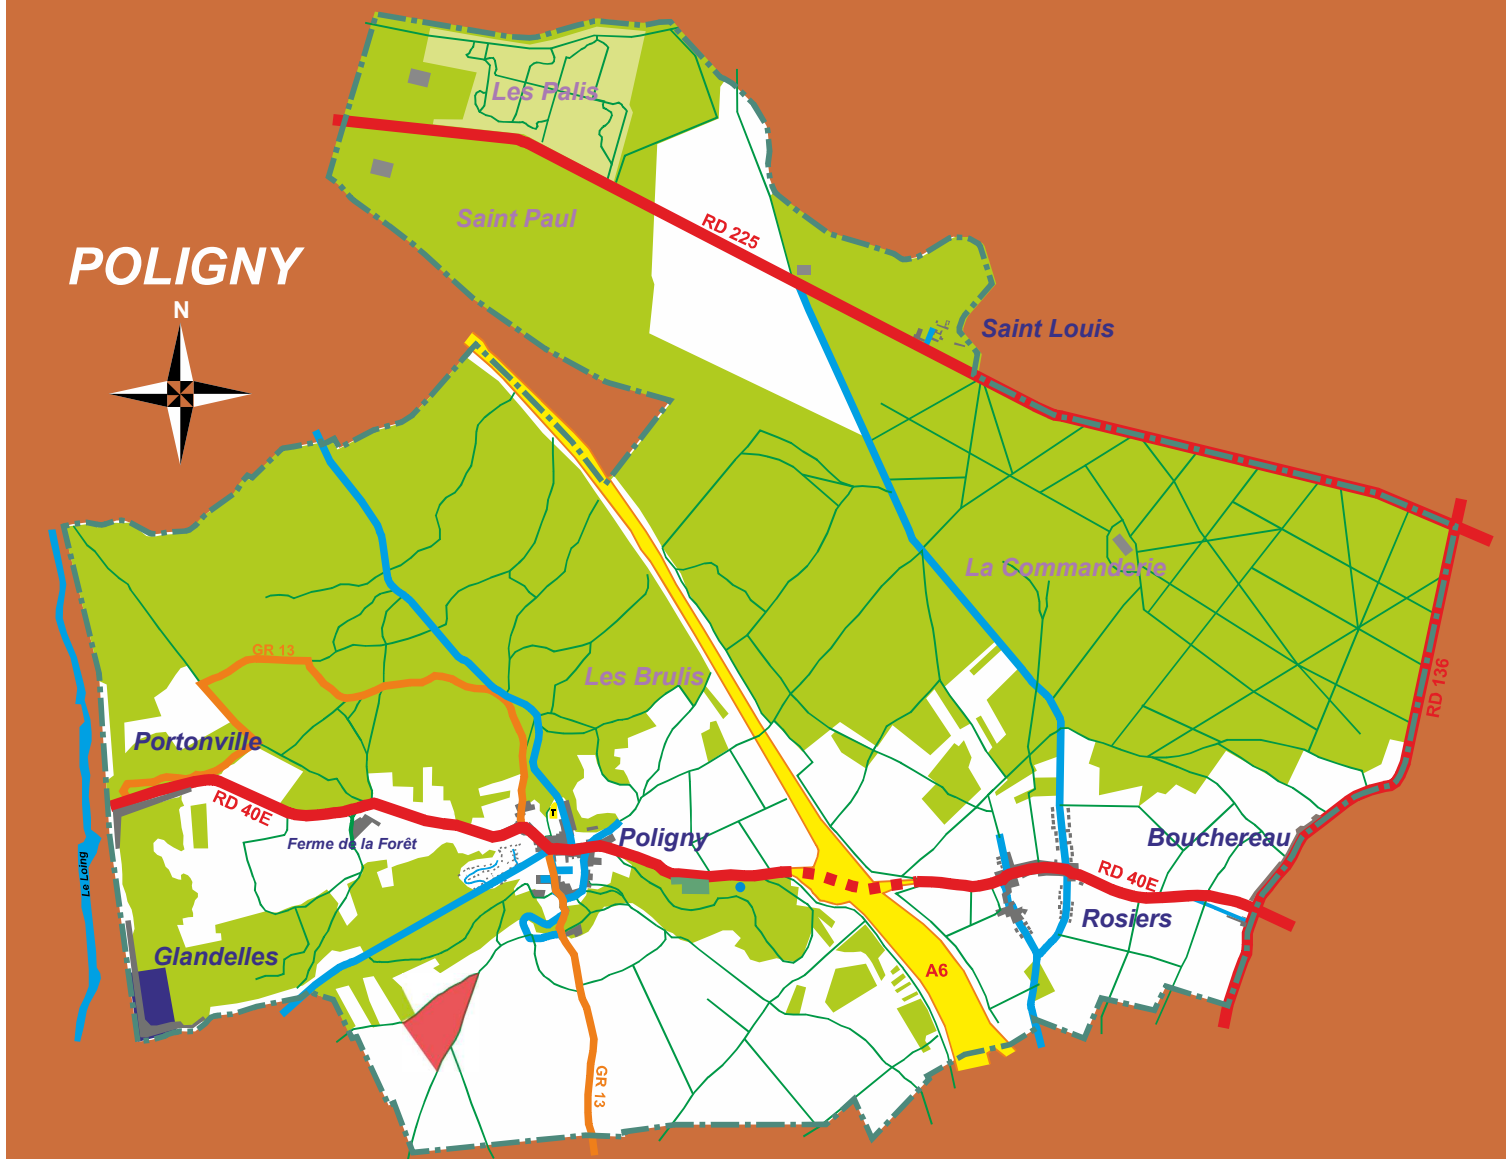 Les Palis
Saint Paul
RD 225
POLIGNY
N
Saint Louis
La Commanderie
GR 13
Les Brulis
RD 136
Portonville
RD 40E
Ferme de la Forêt
T
Poligny
Bouchereau
Le Loing
RD 40E
Rosiers
Glandelles
A6
GR 13